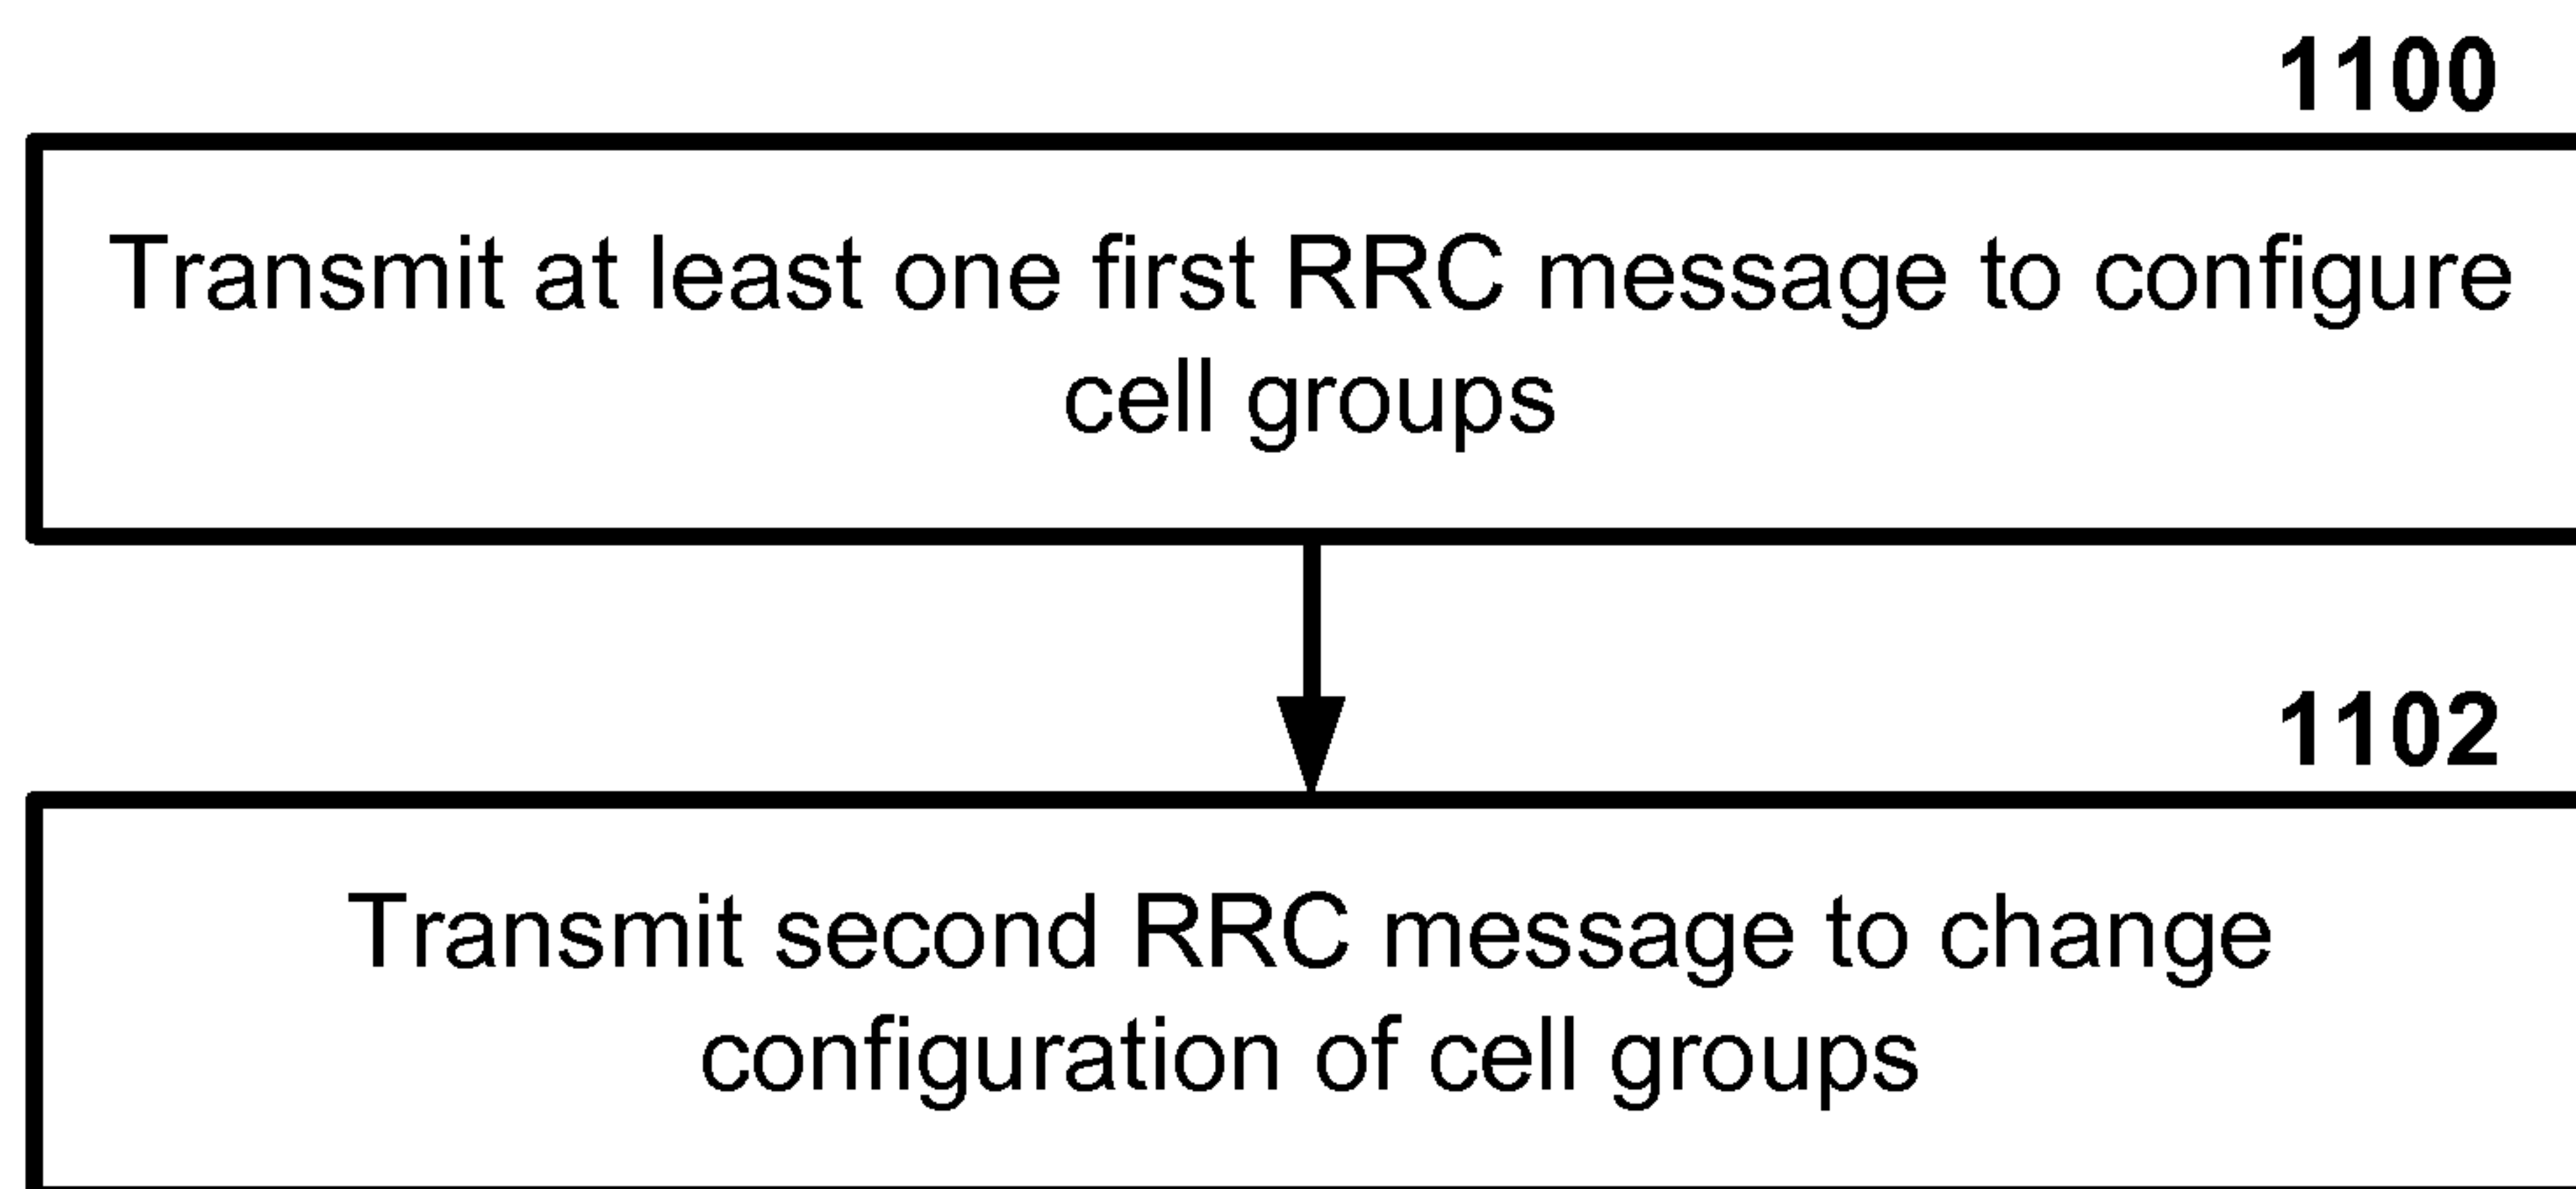 1100
Transmit at least one first RRC message to configure
cell groups
1102
Transmit second RRC message to change
configuration of cell groups